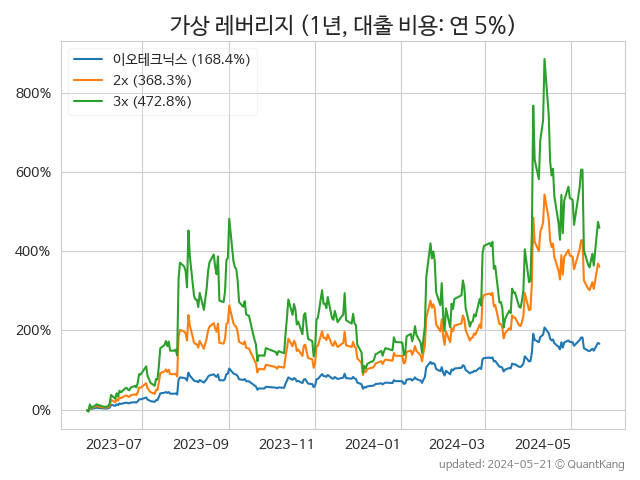 가상 레버리지 (1년, 대출 비용: 연 5%)
이오테크닉스 (168.4%)
2x (368.3%)
3x (472.8%)
800%
600%
400%
200%
0%
2023-07
2023-09
2023-11
2024-01
2024-03
2024-05
updated: 2024-05-21 © QuantKang